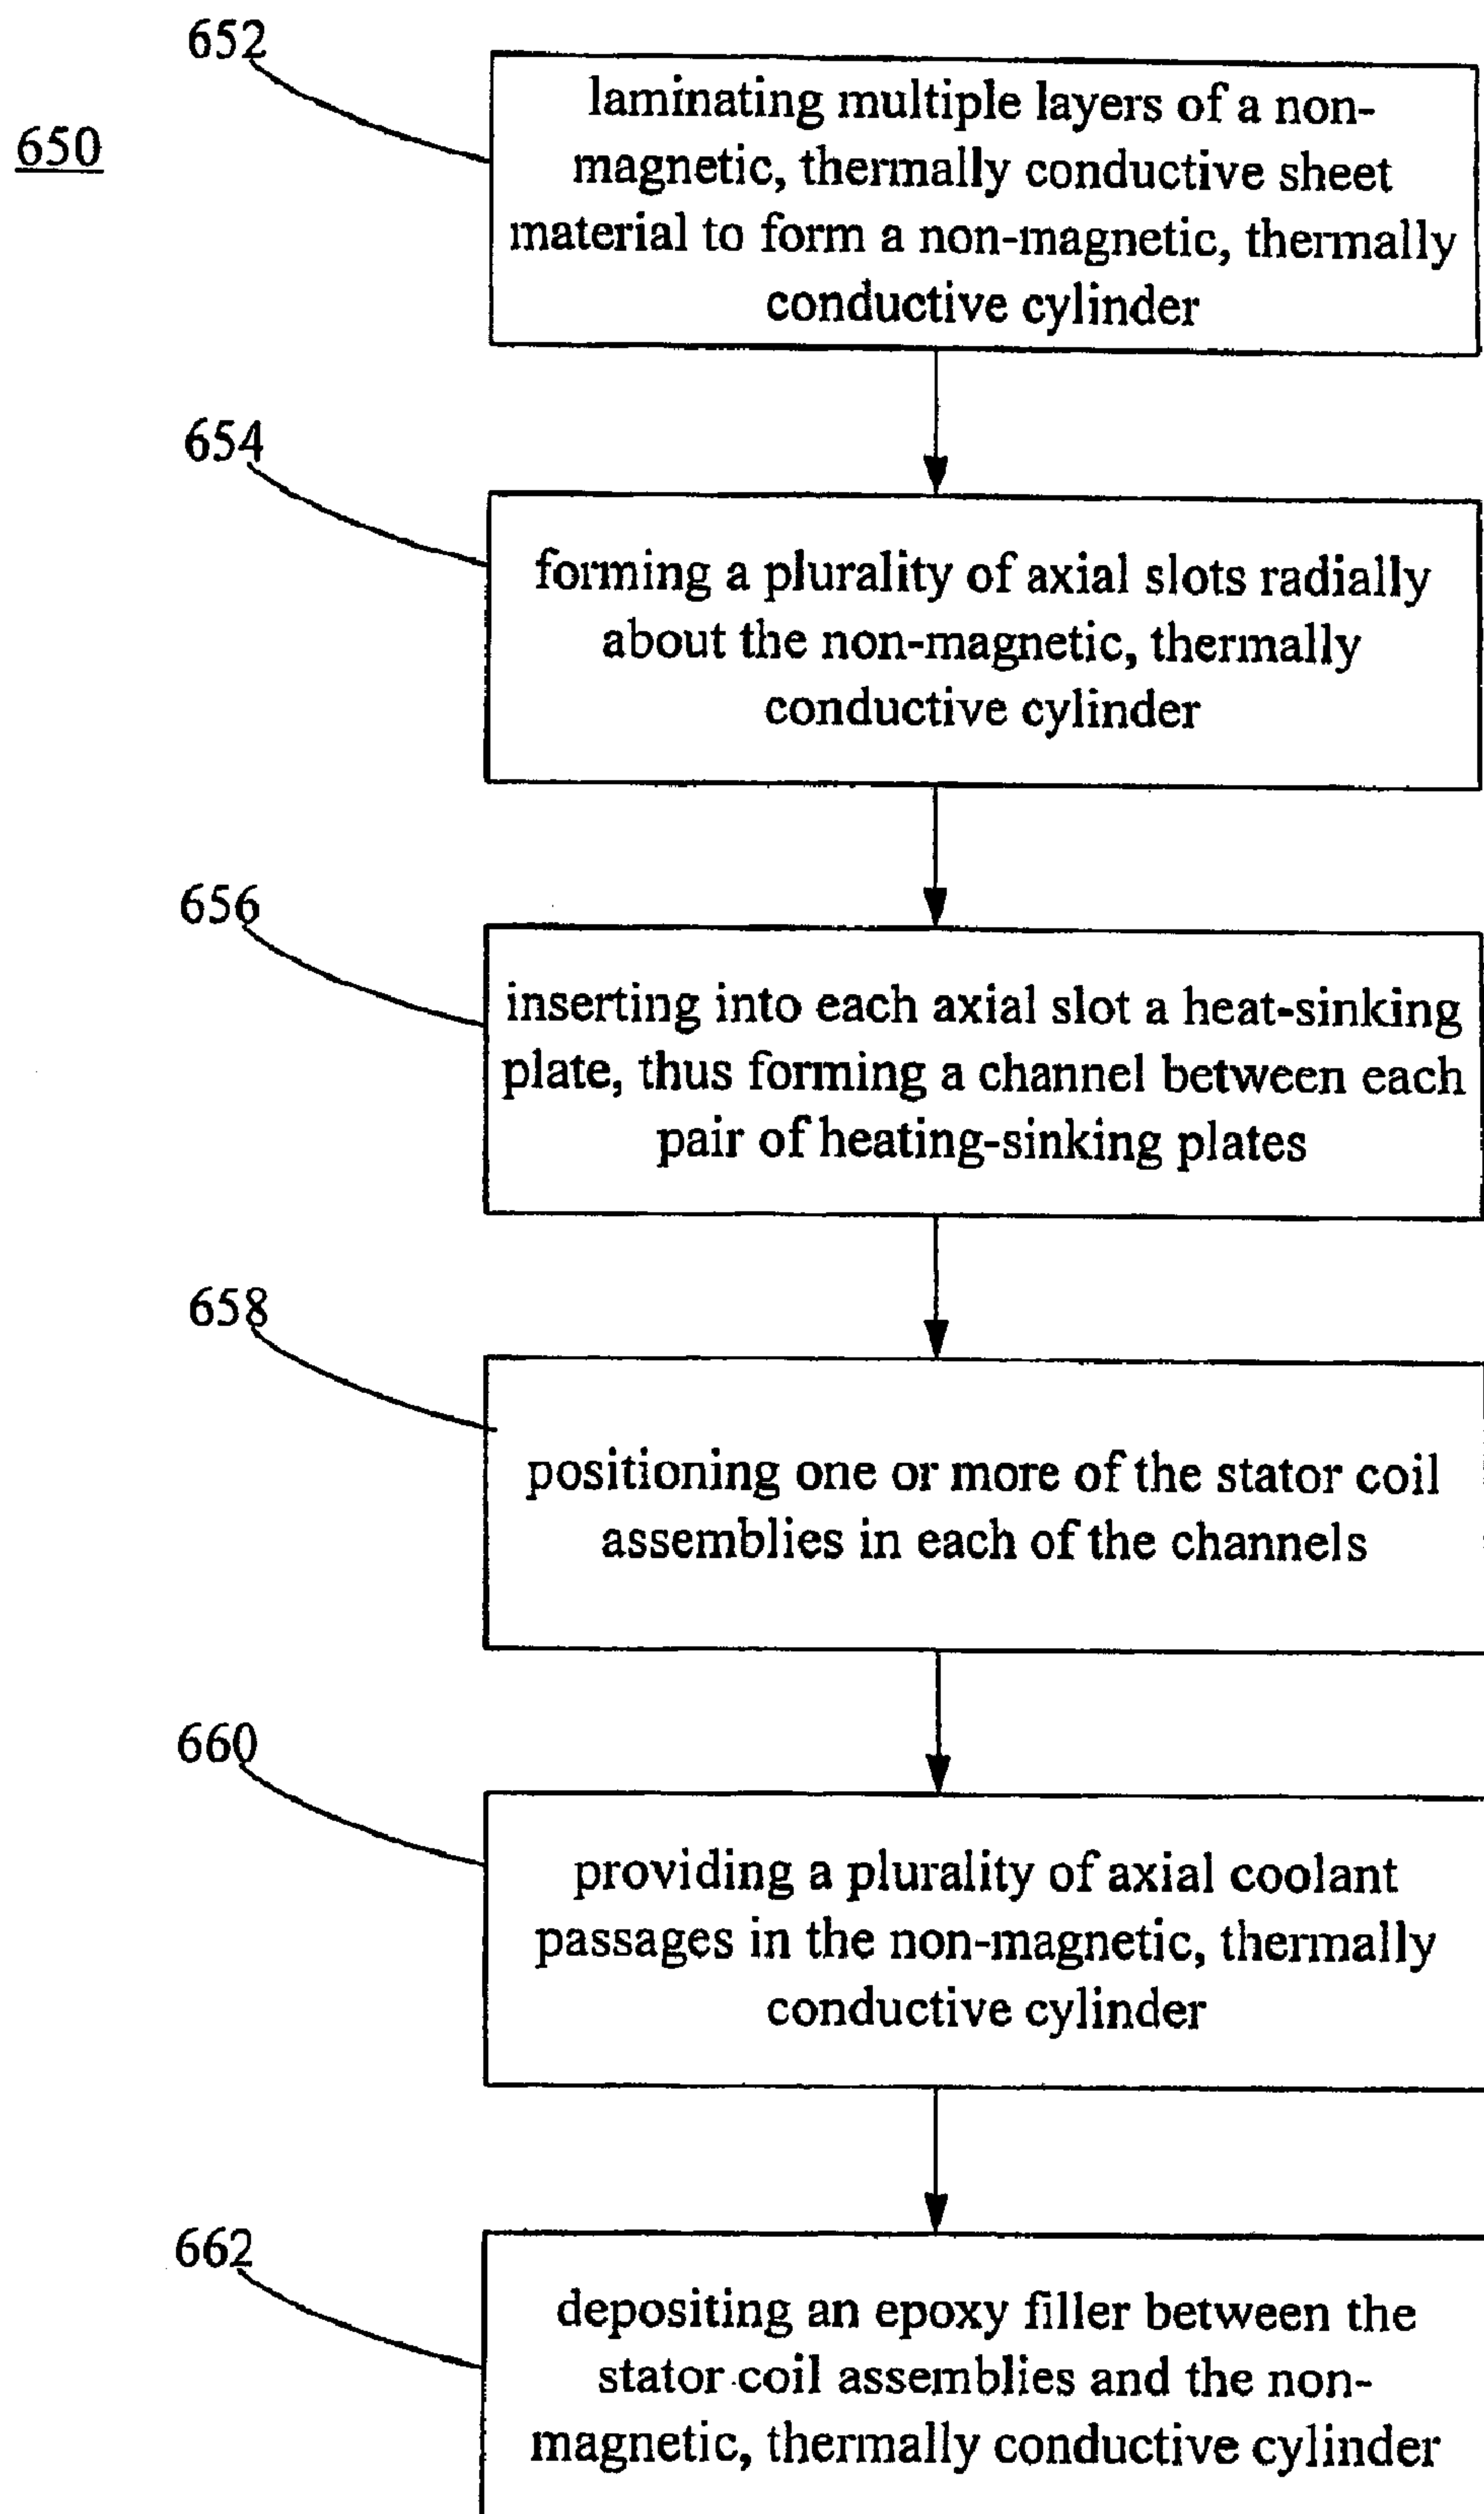 652
650
laminating multiple layers of a non-
magnetic, thermally conductive sheet
material to form a non-magnetic, thermally
conductive cylinder
654
forming a plurality of axial slots radially
about the non-magnetic, thermally
conductive cylinder
656
inserting into each axial slot a heat-sinking
plate, thus forming a channel between each
pair of heating-sinking plates
658
positioning one or more of the stator coil
assemblies in each of the channels
660
providing a plurality of axial coolant
passages in the non-magnetic, thermally
conductive cylinder
662
depositing an epoxy filler between the
stator coil assemblies and the non-
magnetic, thermally conductive cylinder